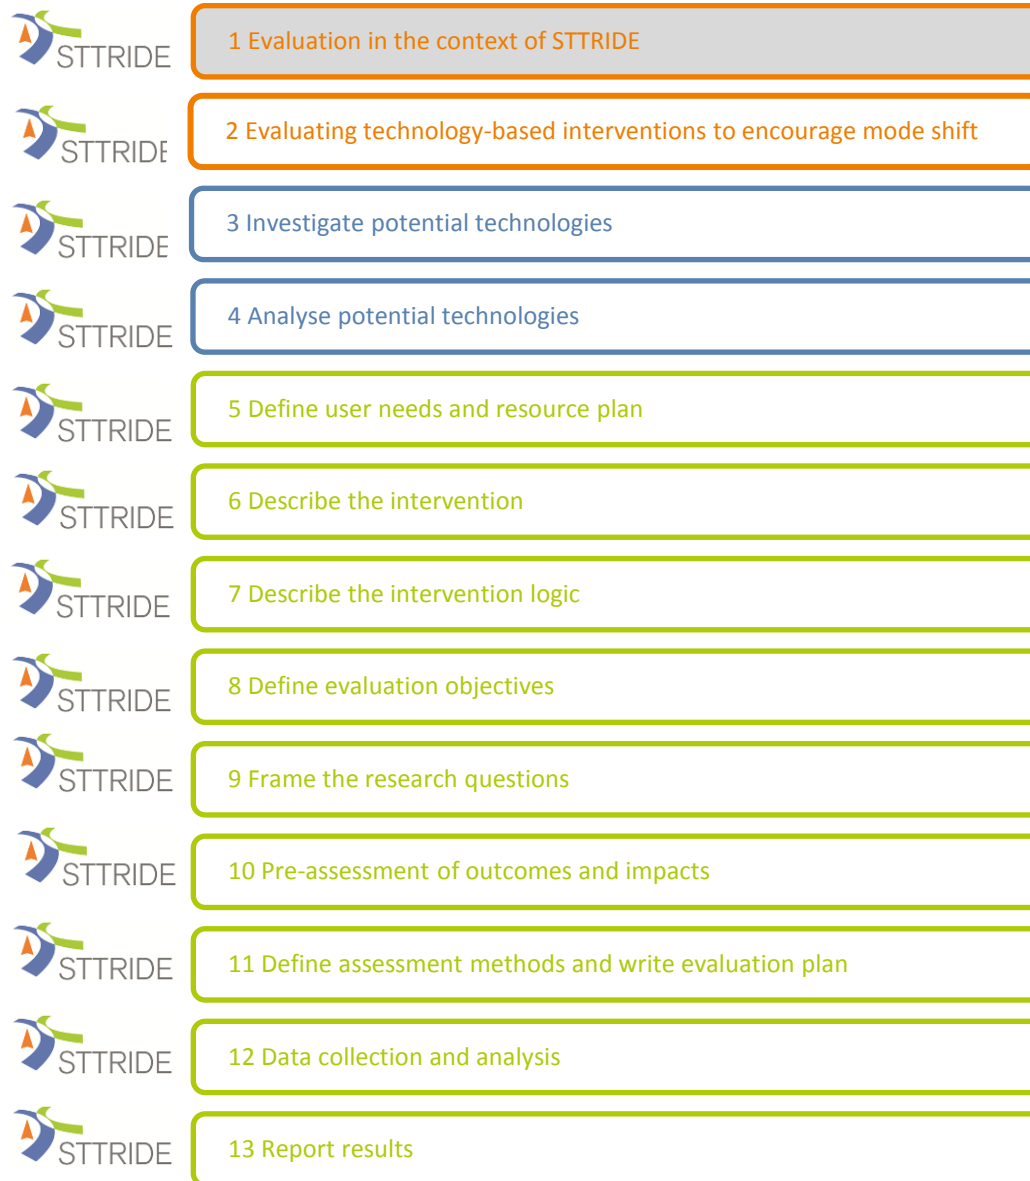 STTRIDE
1 Evaluation in the context of STTRIDE
STTRIDE
2 Evaluating technology-based interventions to encourage mode shift
STTRIDE
3 Investigate potential technologies
STTRIDE
4 Analyse potential technologies
STTRIDE
5 Define user needs and resource plan
STTRIDE
6 Describe the intervention
STTRIDE
7 Describe the intervention logic
STTRIDE
8 Define evaluation objectives
STTRIDE
9 Frame the research questions
STTRIDE
10 Pre-assessment of outcomes and impacts
STTRIDE
11 Define assessment methods and write evaluation plan
STTRIDE
12 Data collection and analysis
STTRIDE
13 Report results